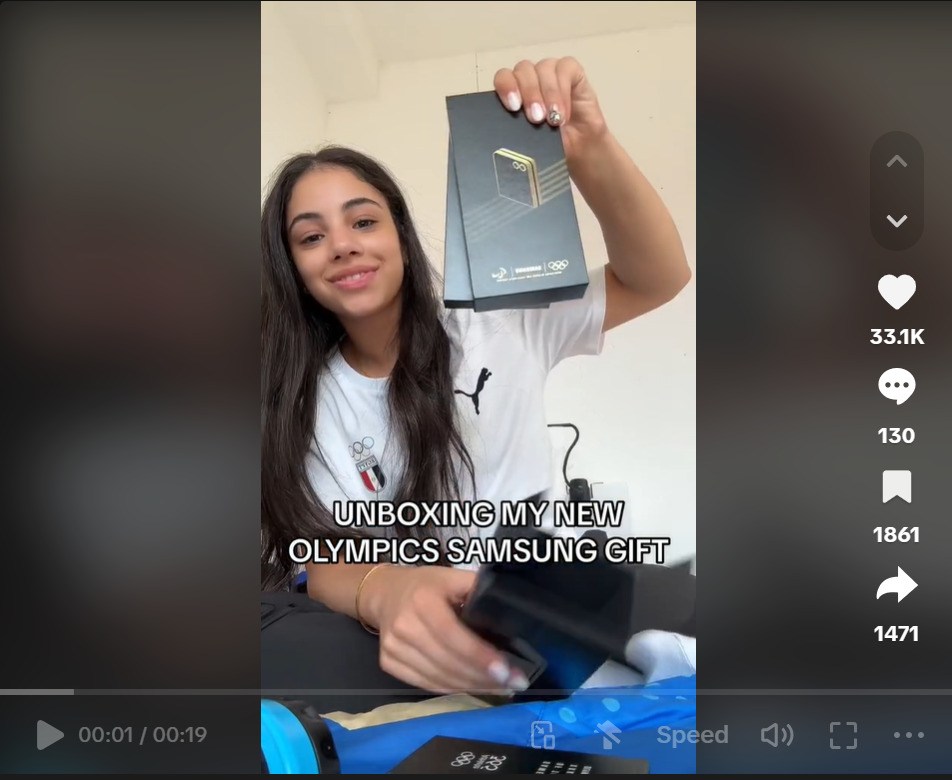 UNBOXING MY NEW
OLYMPICS SAMSUNG GIFT
33.1K
130
1861
1471
00:01 / 00:19
Speed